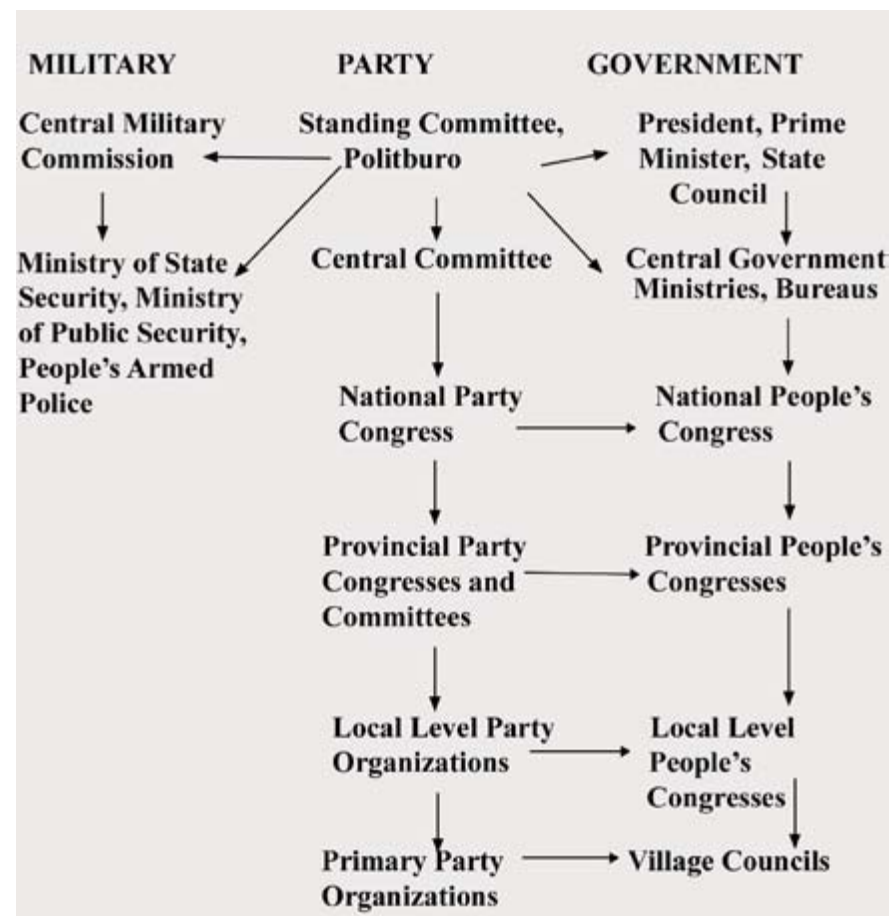 MILITARY
PARTY
GOVERNMENT
Central Military
Commission
Standing Committee,
Politburo
President, Prime
Minister, State
Council
Ministry of State
Security, Ministry
of Public Security,
People's Armed
Police
Central Committee
Central Government
Ministries, Bureaus
National Party
Congress
National People's
Congress
Provincial Party
Congresses and
Committees
Provincial People's
Congresses
Local Level Party
Organizations
Local Level
People's
Congresses
Primary Party
Organizations
Village Councils